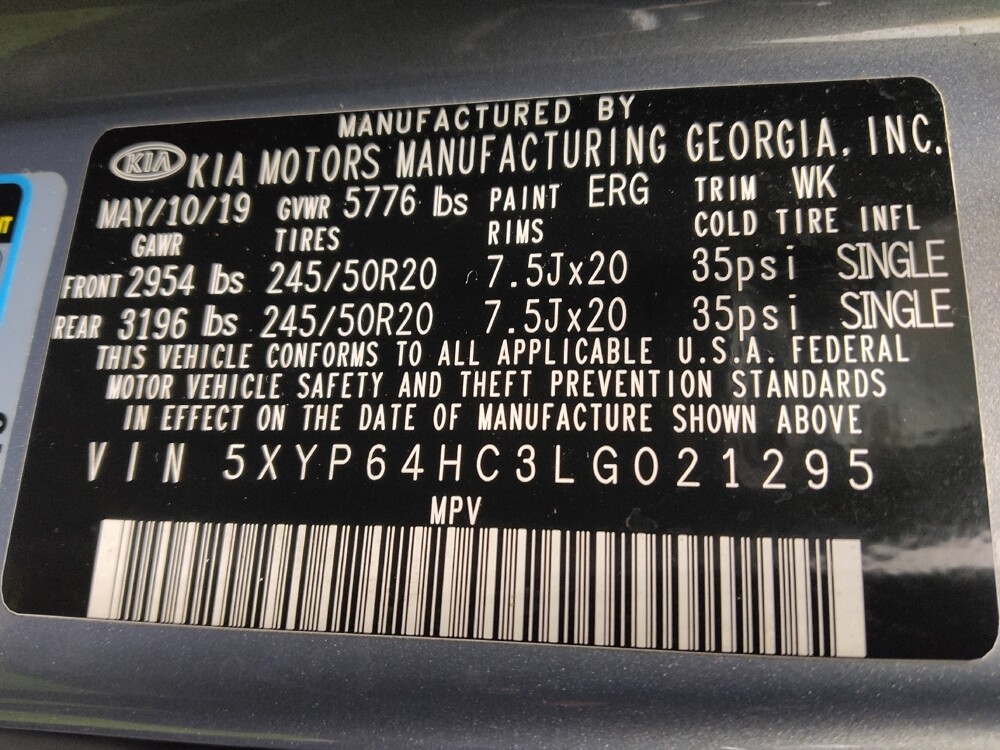 MANUFACTURED BY
KIA KIA MOTORS MANUFACTURING GEORGIA, INC.
MAY/10/19 GVWR 5776 lbs PAINT ERG TRIM WK
GAWR TIRES RIMS COLD TIRE INFL
FRONT 2954 lbs 245/50R20 7.5Jx20 35psi SINGLE
REAR 3196 lbs 245/50R20 7.5Jx20 35psi SINGLE
THIS VEHICLE CONFORMS TO ALL APPLICABLE U.S.A. FEDERAL
MOTOR VEHICLE SAFETY AND THEFT PREVENTION STANDARDS
IN EFFECT ON THE DATE OF MANUFACTURE SHOWN ABOVE
VIN 5XYP64HC3LG021295
MPV